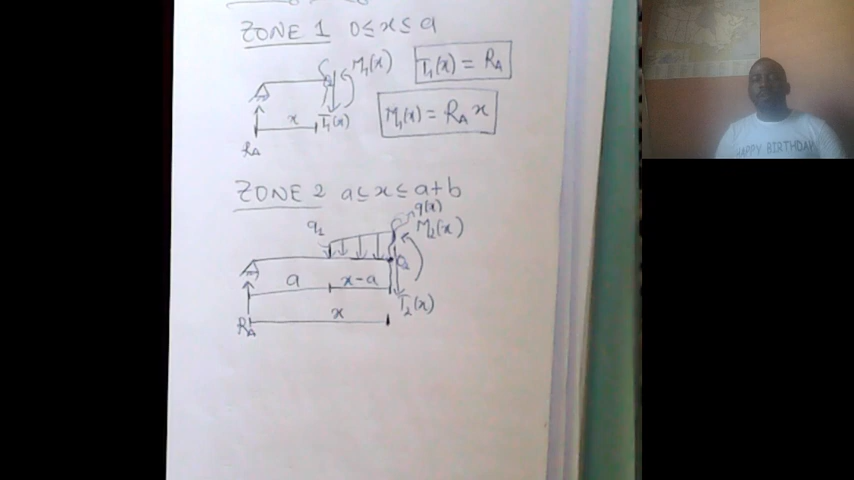 ZONE 1 0≤x≤a
M₁(x)
T₁(x) = R_A
x
T₁(x)
M₁(x) = R_A x
R_A
ZONE 2 a≤x≤a+b
q(x)
q₁
M₂(x)
a
x-a
T₂(x)
x
R_A
HAPPY BIRTHDAY